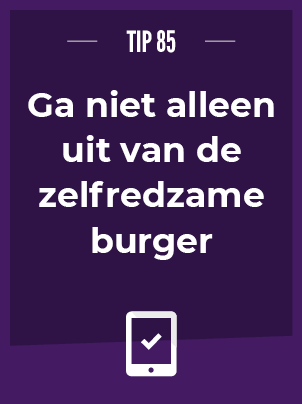 TIP 85
Ga niet alleen
uit van de
zelfredzame
burger